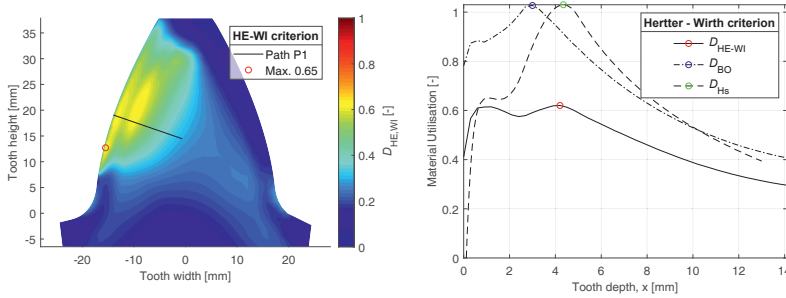 HE-WI criterion
Path P1
Max. 0.65
35
30
25
20
15
10
5
0
-5
Tooth height [mm]
-20
-10
0
10
20
Tooth width [mm]
1
0.8
0.6
0.4
0.2
0
D_HE,WI [-]
Hertter - Wirth criterion
D_HE-WI
D_BO
D_Hs
1
0.8
0.6
0.4
0.2
0
Material Utilisation [-]
0
2
4
6
8
10
12
14
Tooth depth, x [mm]